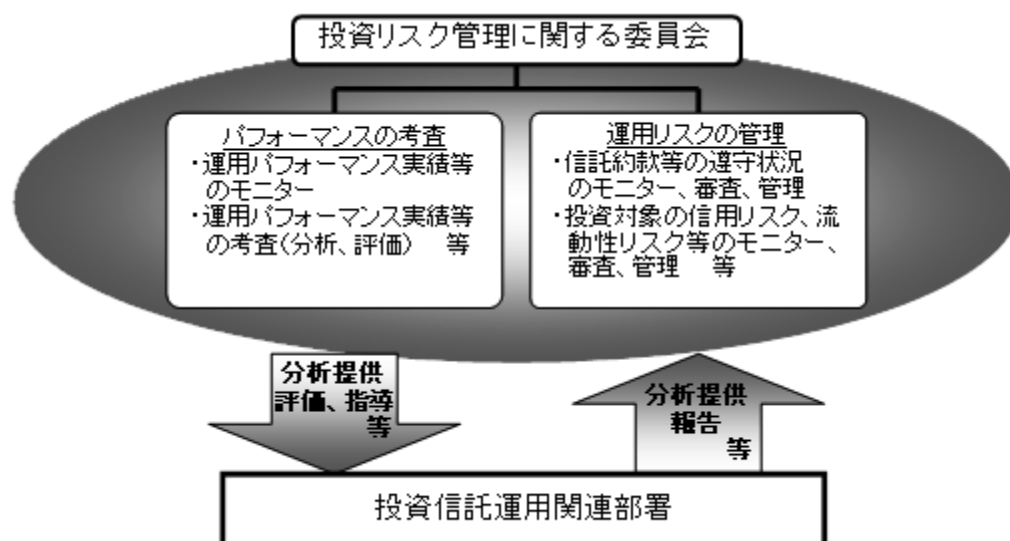 投資リスク管理に関する委員会
パフォーマンスの考査
・運用パフォーマンス実績等
のモニター
・運用パフォーマンス実績等
の考査(分析、評価) 等
運用リスクの管理
・信託約款等の遵守状況
のモニター、審査、管理
・投資対象の信用リスク、流
動性リスク等のモニター、
審査、管理 等
分析提供
評価、指導
等
分析提供
報告
等
投資信託運用関連部署